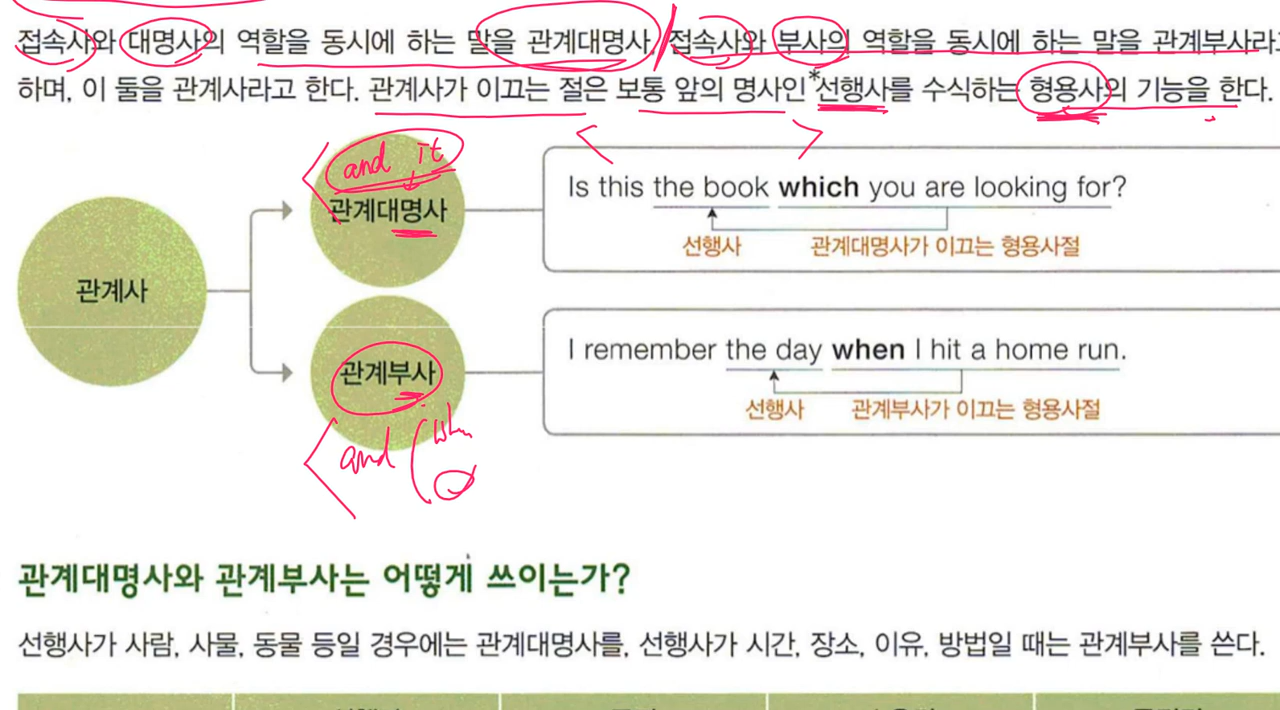 접속사와 대명사의 역할을 동시에 하는 말을 관계대명사, 접속사와 부사의 역할을 동시에 하는 말을 관계부사라고
하며, 이 둘을 관계사라고 한다. 관계사가 이끄는 절은 보통 앞의 명사인 *선행사를 수식하는 형용사의 기능을 한다.
and it
관계대명사
Is this the book which you are looking for?
선행사 관계대명사가 이끄는 형용사절
관계사
관계부사
I remember the day when I hit a home run.
선행사 관계부사가 이끄는 형용사절
and
관계대명사와 관계부사는 어떻게 쓰이는가?
선행사가 사람, 사물, 동물 등일 경우에는 관계대명사를, 선행사가 시간, 장소, 이유, 방법일 때는 관계부사를 쓴다.